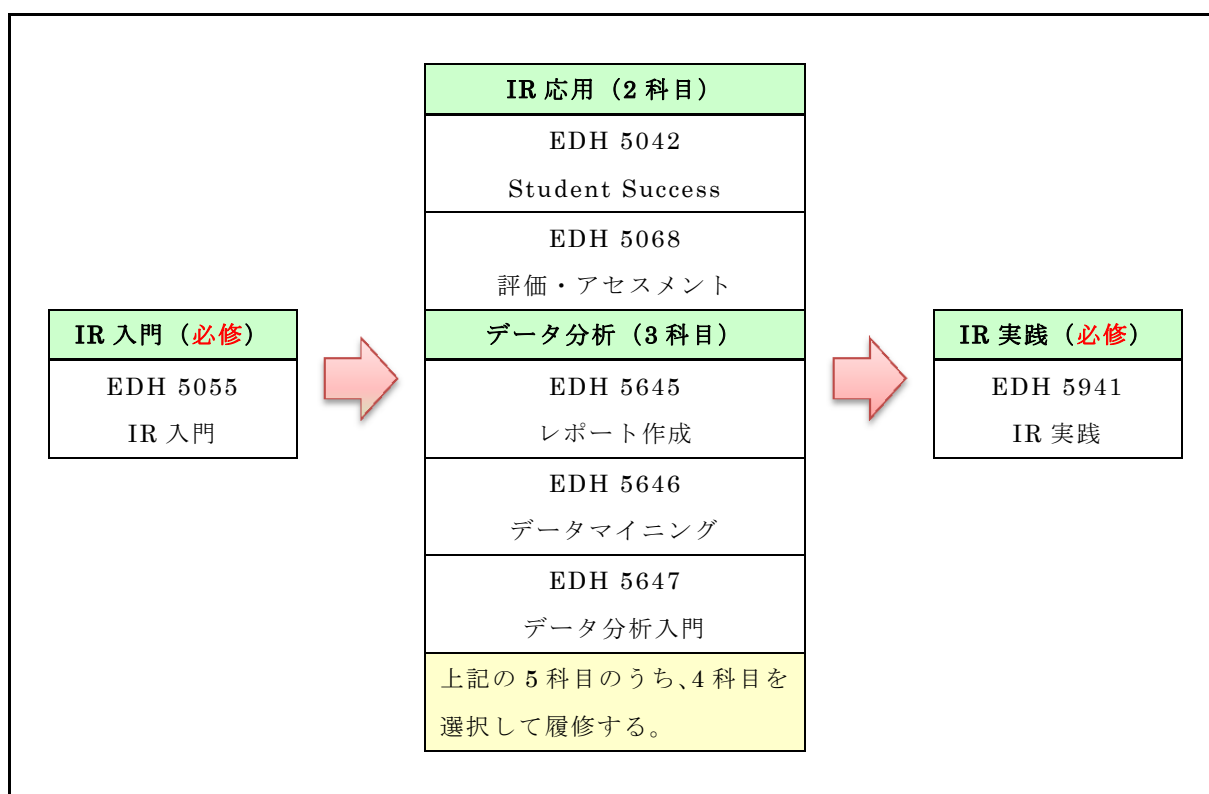 IR 入門（必修）
EDH 5055
IR 入門
IR 応用（2 科目）
EDH 5042
Student Success
EDH 5068
評価・アセスメント
データ分析（3 科目）
EDH 5645
レポート作成
EDH 5646
データマイニング
EDH 5647
データ分析入門
上記の 5 科目のうち、4 科目を
選択して履修する。
IR 実践（必修）
EDH 5941
IR 実践